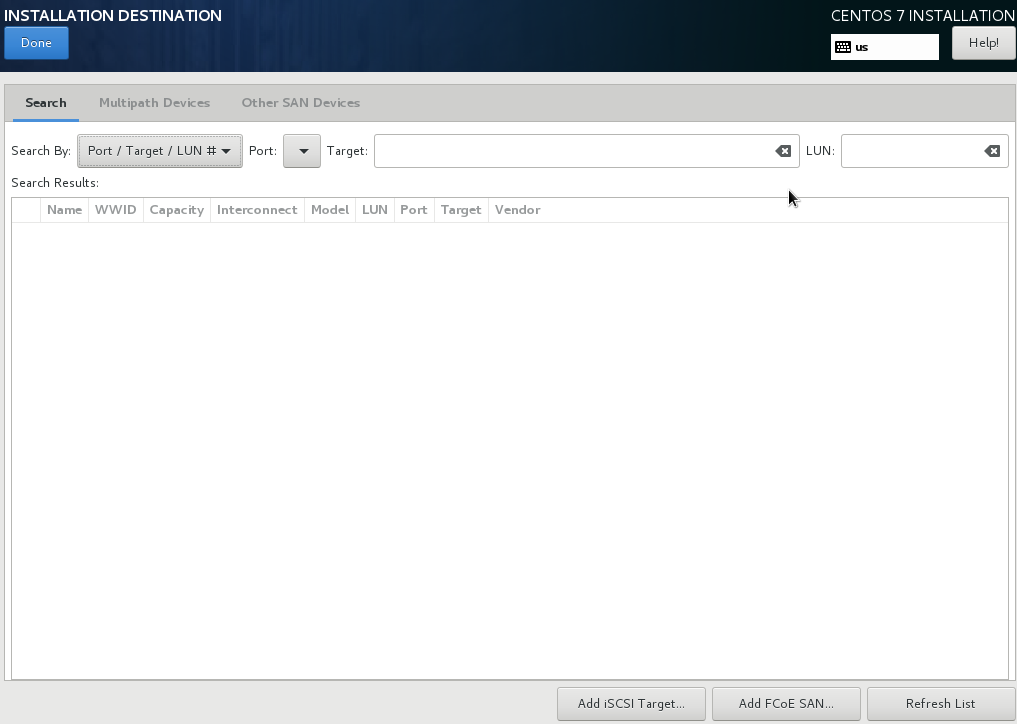 INSTALLATION DESTINATION
CENTOS 7 INSTALLATION
Done
us
Help!
Search Multipath Devices Other SAN Devices
Search By: Port / Target / LUN # Port: Target: LUN:
Search Results:
Name WWID Capacity Interconnect Model LUN Port Target Vendor
Add iSCSI Target... Add FCoE SAN... Refresh List